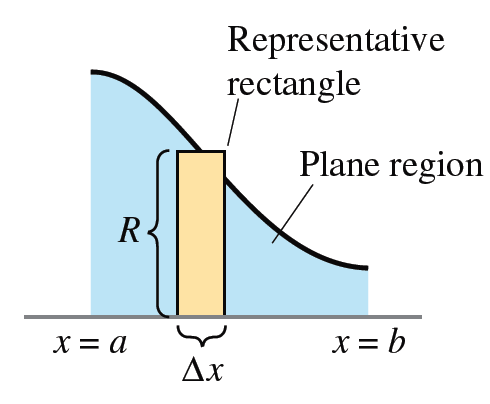 Representative
rectangle
Plane region
R
x = a
x = b
Δx